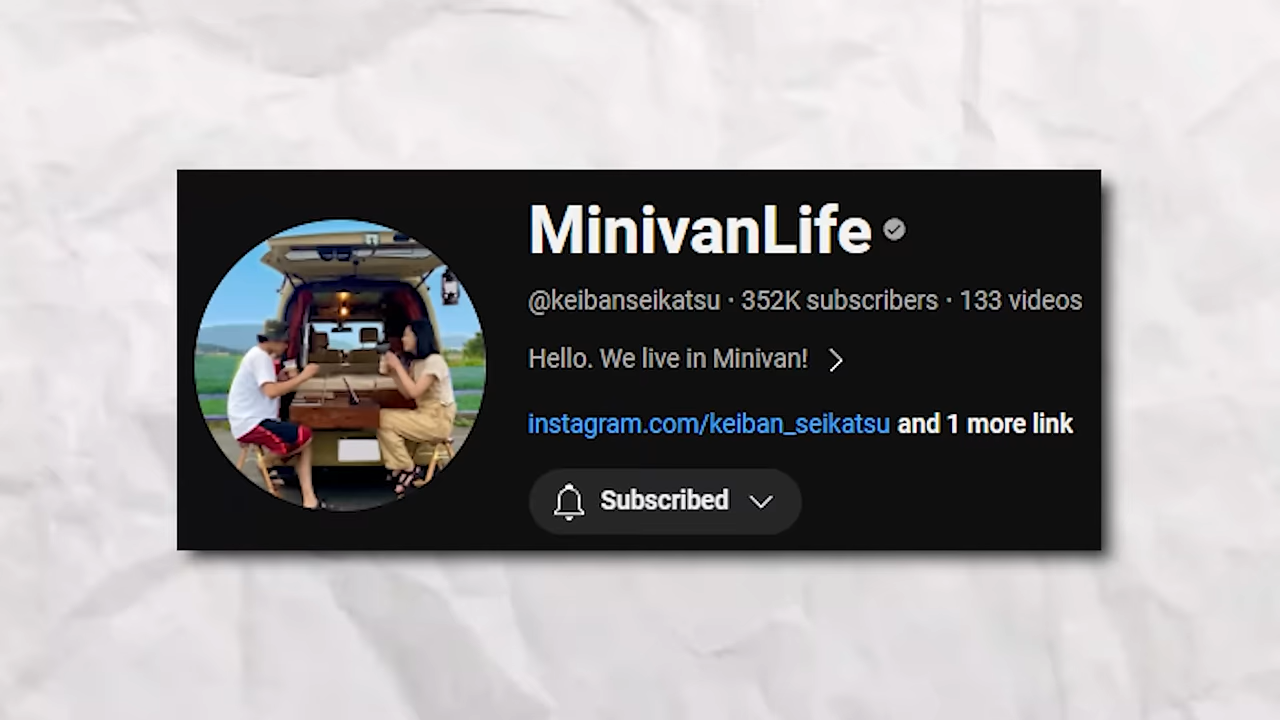 MinivanLife
@keibanseikatsu · 352K subscribers · 133 videos
Hello. We live in Minivan!
instagram.com/keiban_seikatsu and 1 more link
Subscribed